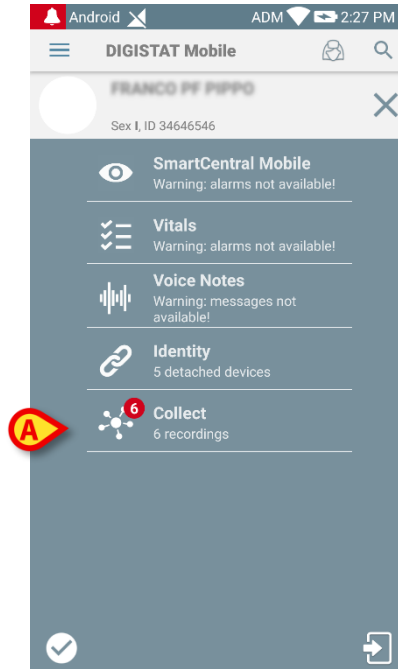 Android ADM 2:27 PM
DIGISTAT Mobile
Sex I, ID 34646546
SmartCentral Mobile
Warning: alarms not available!
Vitals
Warning: alarms not available!
Voice Notes
Warning: messages not
available!
Identity
5 detached devices
6
Collect
6 recordings
A